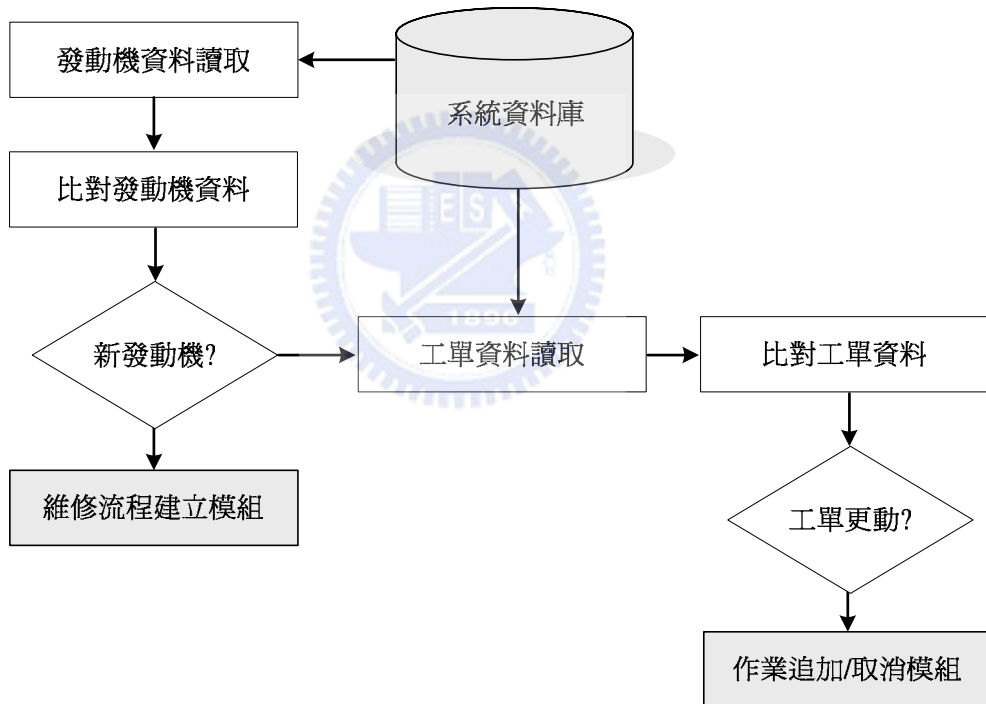 發動機資料讀取
系統資料庫
比對發動機資料
ES
新發動機?
1896
工單資料讀取
比對工單資料
維修流程建立模組
工單更動?
作業追加/取消模組